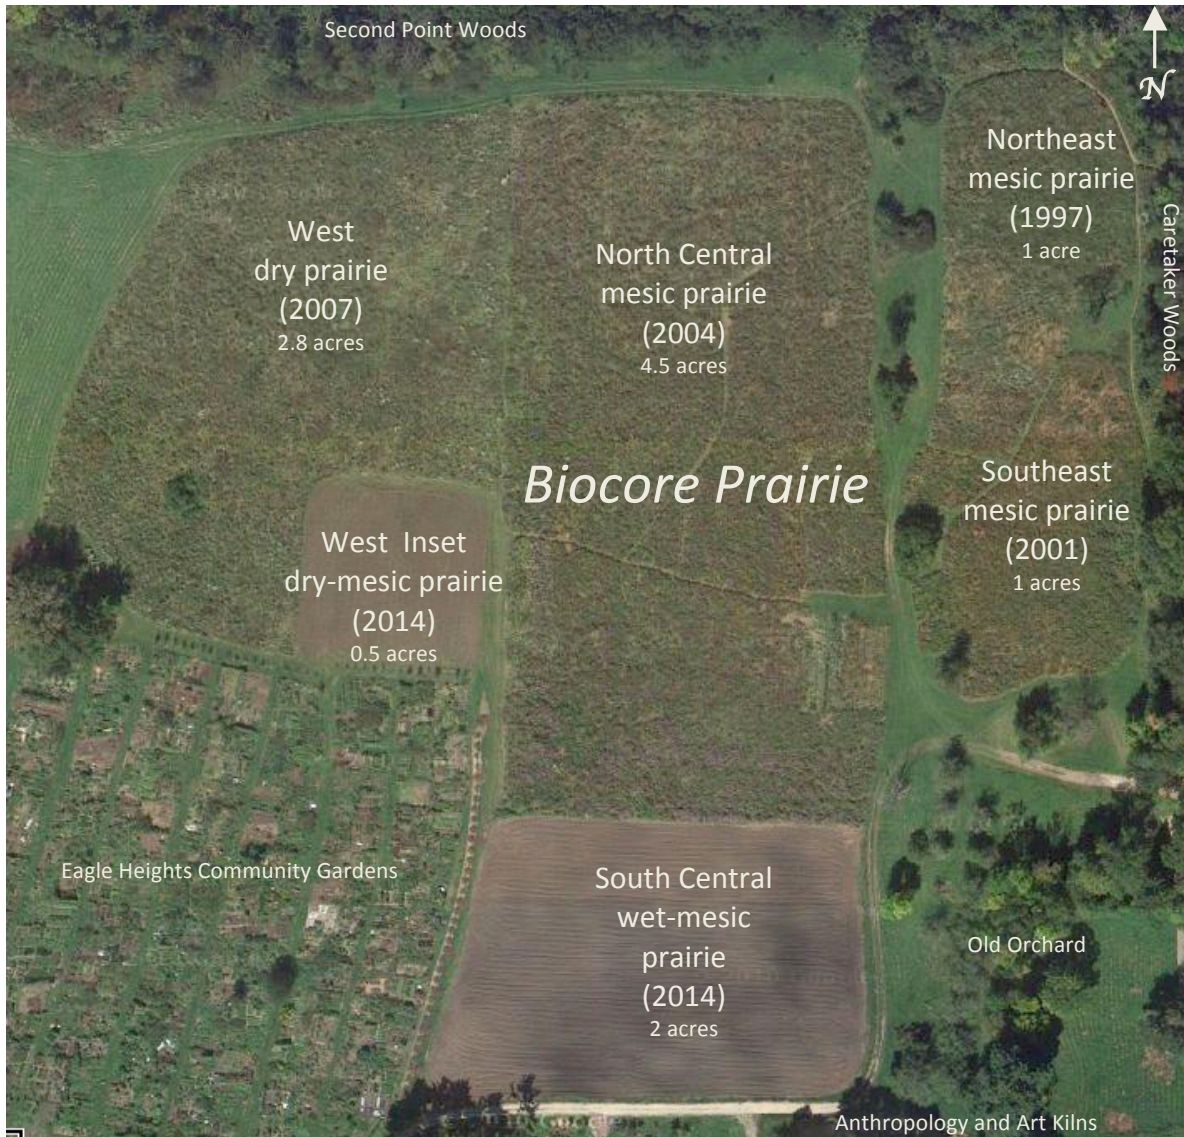 Second Point Woods
N
Northeast
mesic prairie
(1997)
1 acre
Caretaker Woods
West
dry prairie
(2007)
2.8 acres
North Central
mesic prairie
(2004)
4.5 acres
Biocore Prairie
Southeast
mesic prairie
(2001)
1 acres
West Inset
dry-mesic prairie
(2014)
0.5 acres
Eagle Heights Community Gardens
South Central
wet-mesic
prairie
(2014)
2 acres
Old Orchard
Anthropology and Art Kilns